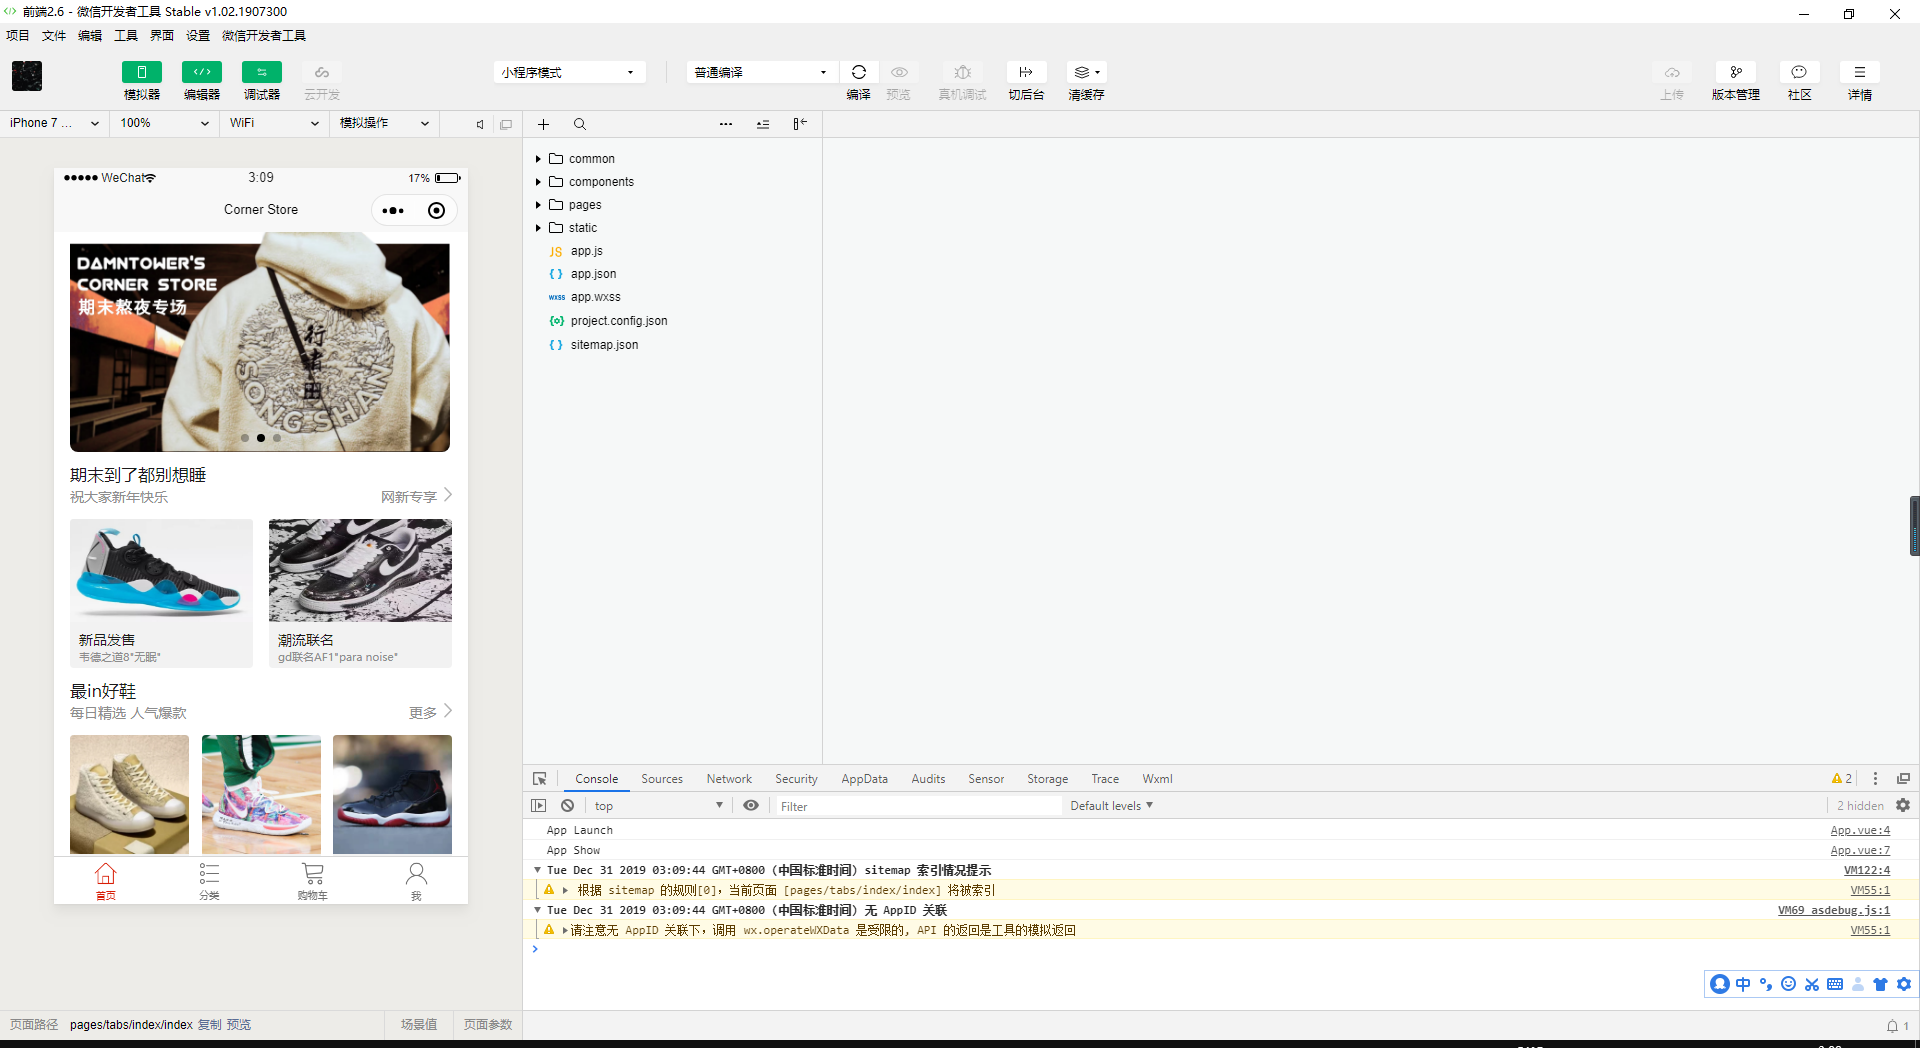 前端2.6 - 微信开发者工具 Stable v1.02.1907300
项目 文件 编辑 工具 界面 设置 微信开发者工具
模拟器 编辑器 调试器 云开发
小程序模式
普通编译
编译 预览 真机调试 切后台 清缓存
上传 版本管理 社区 详情
iPhone 7 ... 100% WiFi 模拟操作
WeChat 3:09 17%
Corner Store
DAMNTOWER'S
CORNER STORE
期末熬夜专场
行者
SONG SHAN
期末到了都别想睡
祝大家新年快乐 网新专享
新品发售
韦德之道8"无眠"
潮流联名
gd联名AF1"para noise"
最in好鞋
每日精选 人气爆款 更多
首页 分类 购物车 我
页面路径 pages/tabs/index/index 复制 预览 场景值 页面参数
common
components
pages
static
JS app.js
{ } app.json
wxss app.wxss
project.config.json
{ } sitemap.json
Console Sources Network Security AppData Audits Sensor Storage Trace Wxml 2
top Filter Default levels 2 hidden
App Launch App.vue:4
App Show App.vue:7
Tue Dec 31 2019 03:09:44 GMT+0800 (中国标准时间) sitemap 索引情况提示 VM122:4
根据 sitemap 的规则[0]，当前页面 [pages/tabs/index/index] 将被索引 VM55:1
Tue Dec 31 2019 03:09:44 GMT+0800 (中国标准时间) 无 AppID 关联 VM69 asdebug.js:1
请注意无 AppID 关联下，调用 wx.operateWXData 是受限的, API 的返回是工具的模拟返回 VM55:1
中
1